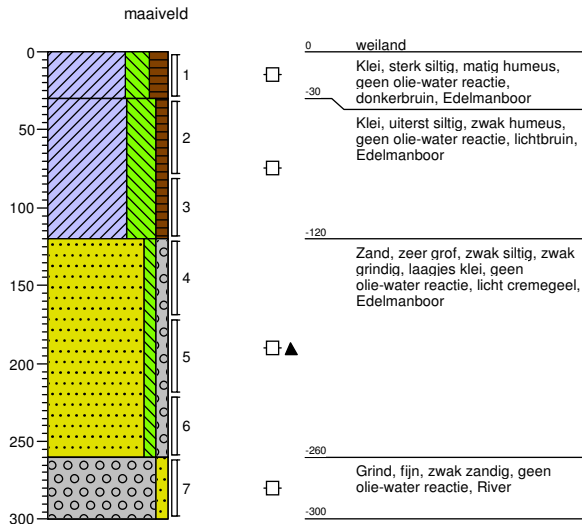 maaiveld
0
50
100
150
200
250
300
1
2
3
4
5
6
7
0
weiland
Klei, sterk siltig, matig humeus,
geen olie-water reactie,
donkerbruin, Edelmanboor
-30
Klei, uiterst siltig, zwak humeus,
geen olie-water reactie, lichtbruin,
Edelmanboor
-120
Zand, zeer grof, zwak siltig, zwak
grindig, laagjes klei, geen
olie-water reactie, licht cremegeel,
Edelmanboor
-260
Grind, fijn, zwak zandig, geen
olie-water reactie, River
-300